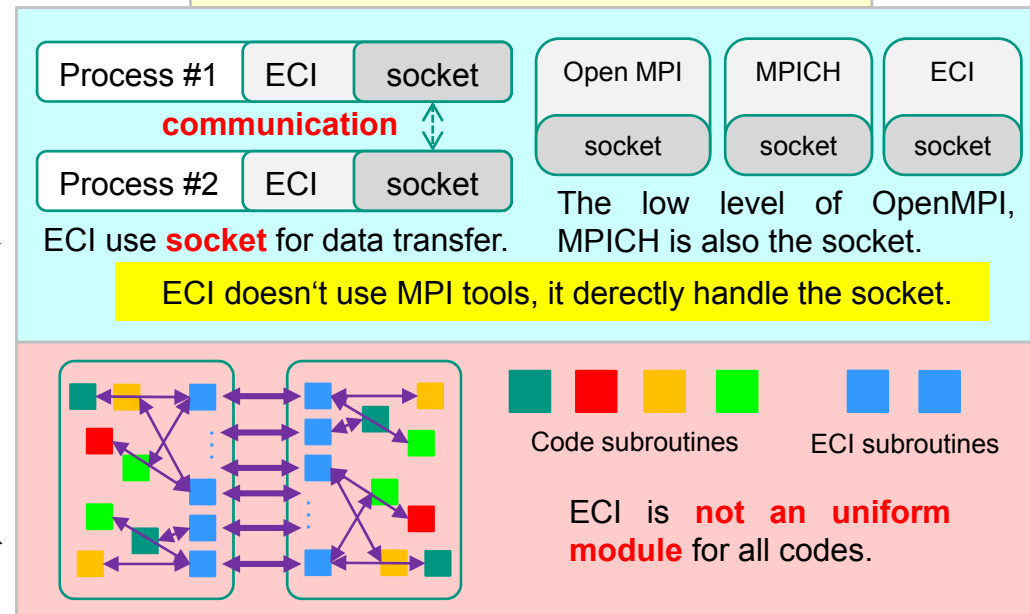 Process #1 ECI socket
communication
Process #2 ECI socket
ECI use socket for data transfer.
Open MPI MPICH ECI
socket socket socket
The low level of OpenMPI,
MPICH is also the socket.
ECI doesn‘t use MPI tools, it derectly handle the socket.
Code subroutines ECI subroutines
ECI is not an uniform
module for all codes.